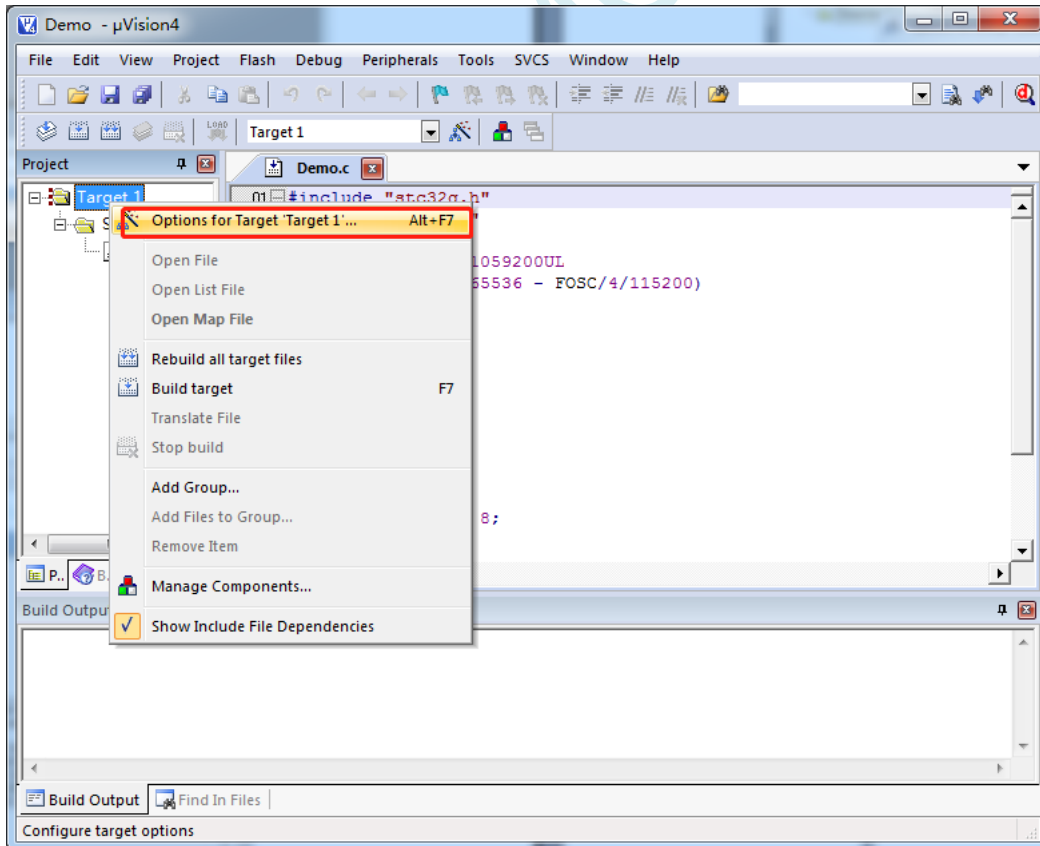 Demo - µVision4
File Edit View Project Flash Debug Peripherals Tools SVCS Window Help
LOAD Target 1
Project
Demo.c
Target 1
01 #include "stc32g.h"
Options for Target 'Target 1'... Alt+F7
"
Open File
1059200UL
Open List File
65536 - FOSC/4/115200)
Open Map File
Rebuild all target files
Build target F7
Translate File
Stop build
Add Group...
Add Files to Group...
8;
Remove Item
P.. B.
Manage Components...
Build Outpu
Show Include File Dependencies
Build Output Find In Files
Configure target options